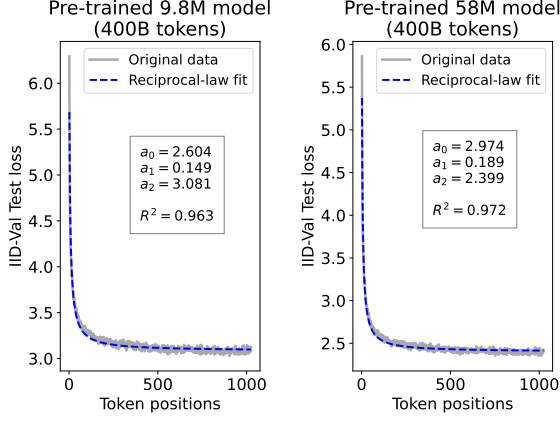 Pre-trained 9.8M model
(400B tokens)
Original data
Reciprocal-law fit
a₀ = 2.604
a₁ = 0.149
a₂ = 3.081
R² = 0.963
IID-Val Test loss
6.0
5.5
5.0
4.5
4.0
3.5
3.0
0
500
1000
Token positions
Pre-trained 58M model
(400B tokens)
Original data
Reciprocal-law fit
a₀ = 2.974
a₁ = 0.189
a₂ = 2.399
R² = 0.972
IID-Val Test loss
6.0
5.5
5.0
4.5
4.0
3.5
3.0
2.5
0
500
1000
Token positions